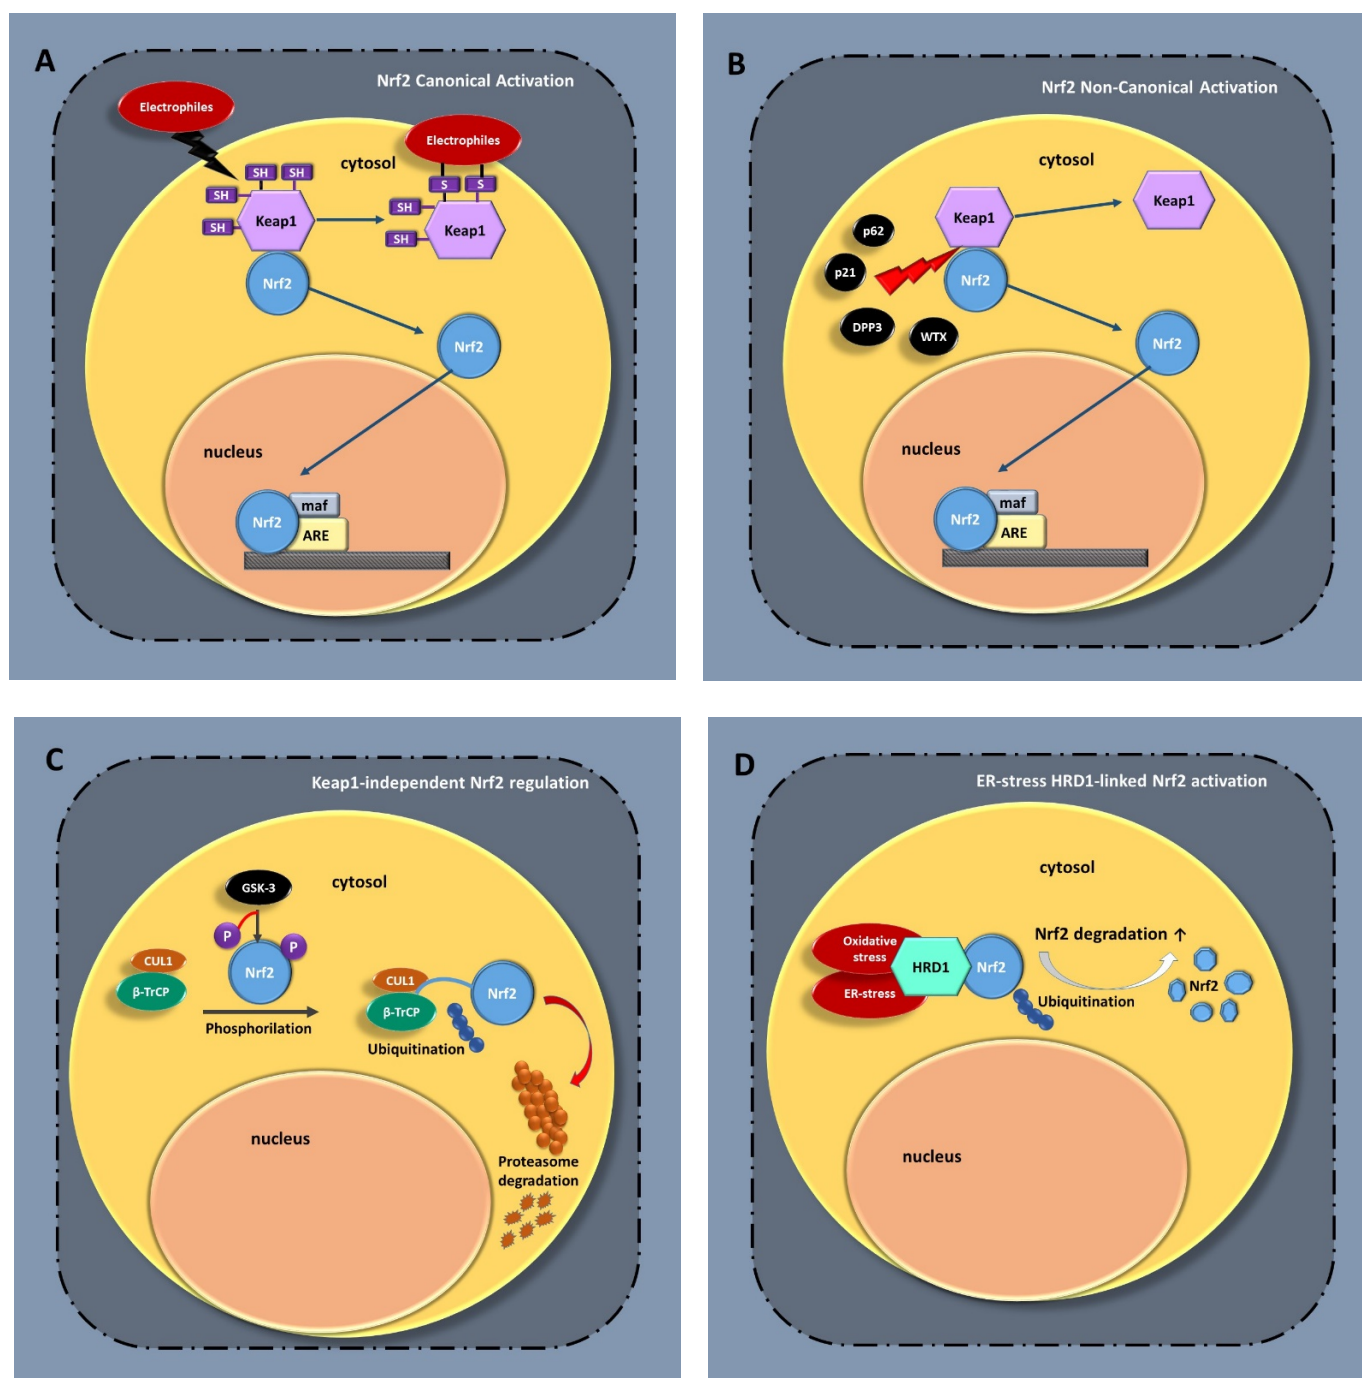 A
Nrf2 Canonical Activation
Electrophiles
Electrophiles
cytosol
SH
SH
S
S
SH
SH
Keap1
SH
SH
Keap1
Nrf2
Nrf2
nucleus
Nrf2
maf
ARE
B
Nrf2 Non-Canonical Activation
cytosol
Keap1
Keap1
p62
p21
Nrf2
DPP3
WTX
Nrf2
nucleus
Nrf2
maf
ARE
C
Keap1-independent Nrf2 regulation
cytosol
GSK-3
P
P
Nrf2
CUL1
β-TrCP
Phosphorilation
CUL1
β-TrCP
Nrf2
Ubiquitination
nucleus
Proteasome
degradation
D
ER-stress HRD1-linked Nrf2 activation
cytosol
Oxidative
stress
ER-stress
HRD1
Nrf2
Nrf2 degradation ↑
Ubiquitination
Nrf2
nucleus